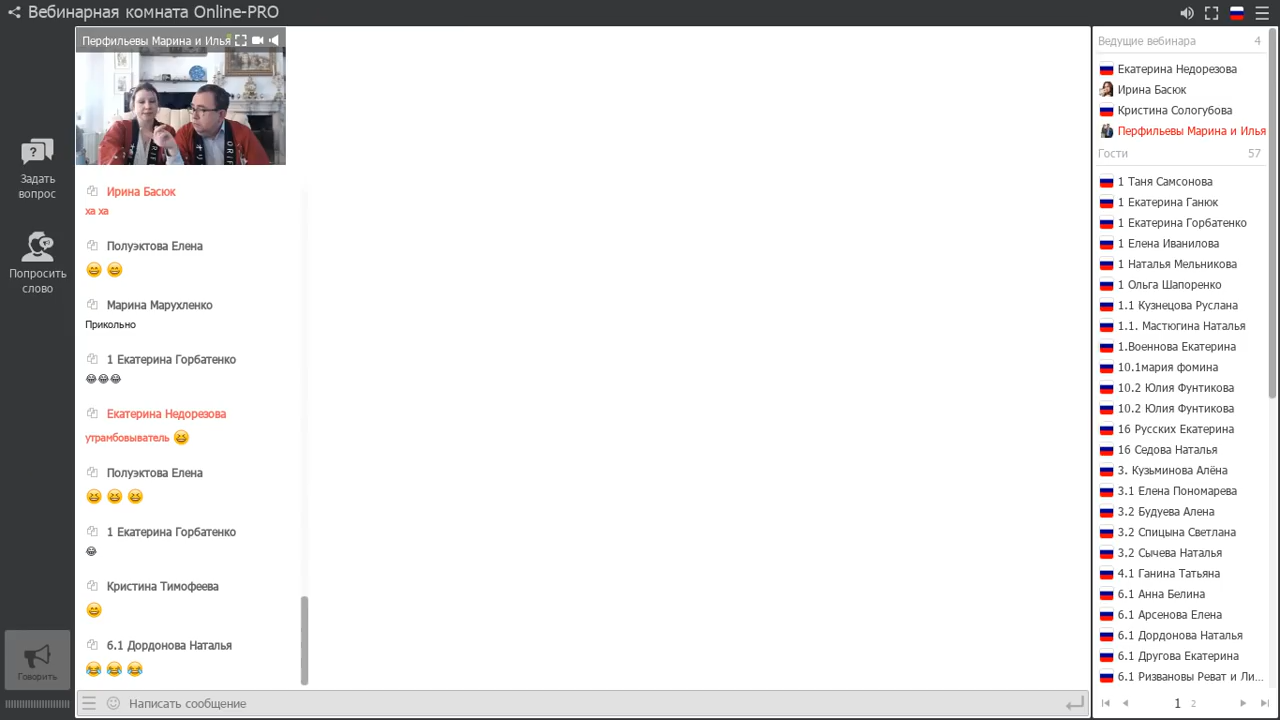 Вебинарная комната Online-PRO
Перфильевы Марина и Илья
Задать
вопрос
Попросить
слово
Говорить
Ирина Басюк
ха ха
Полуэктова Елена
Марина Марухленко
Прикольно
1 Екатерина Горбатенко
Екатерина Недорезова
утрамбовыватель
Полуэктова Елена
1 Екатерина Горбатенко
Кристина Тимофеева
6.1 Дордонова Наталья
Написать сообщение
Ведущие вебинара 4
Екатерина Недорезова
Ирина Басюк
Кристина Сологубова
Перфильевы Марина и Илья
Гости 57
1 Таня Самсонова
1 Екатерина Ганюк
1 Екатерина Горбатенко
1 Елена Иванилова
1 Наталья Мельникова
1 Ольга Шапоренко
1.1 Кузнецова Руслана
1.1. Мастюгина Наталья
1.Военнова Екатерина
10.1мария фомина
10.2 Юлия Фунтикова
10.2 Юлия Фунтикова
16 Русских Екатерина
16 Седова Наталья
3. Кузьминова Алёна
3.1 Елена Пономарева
3.2 Будуева Алена
3.2 Спицына Светлана
3.2 Сычева Наталья
4.1 Ганина Татьяна
6.1 Анна Белина
6.1 Арсенова Елена
6.1 Дордонова Наталья
6.1 Другова Екатерина
6.1 Ризвановы Реват и Ли...
1 2